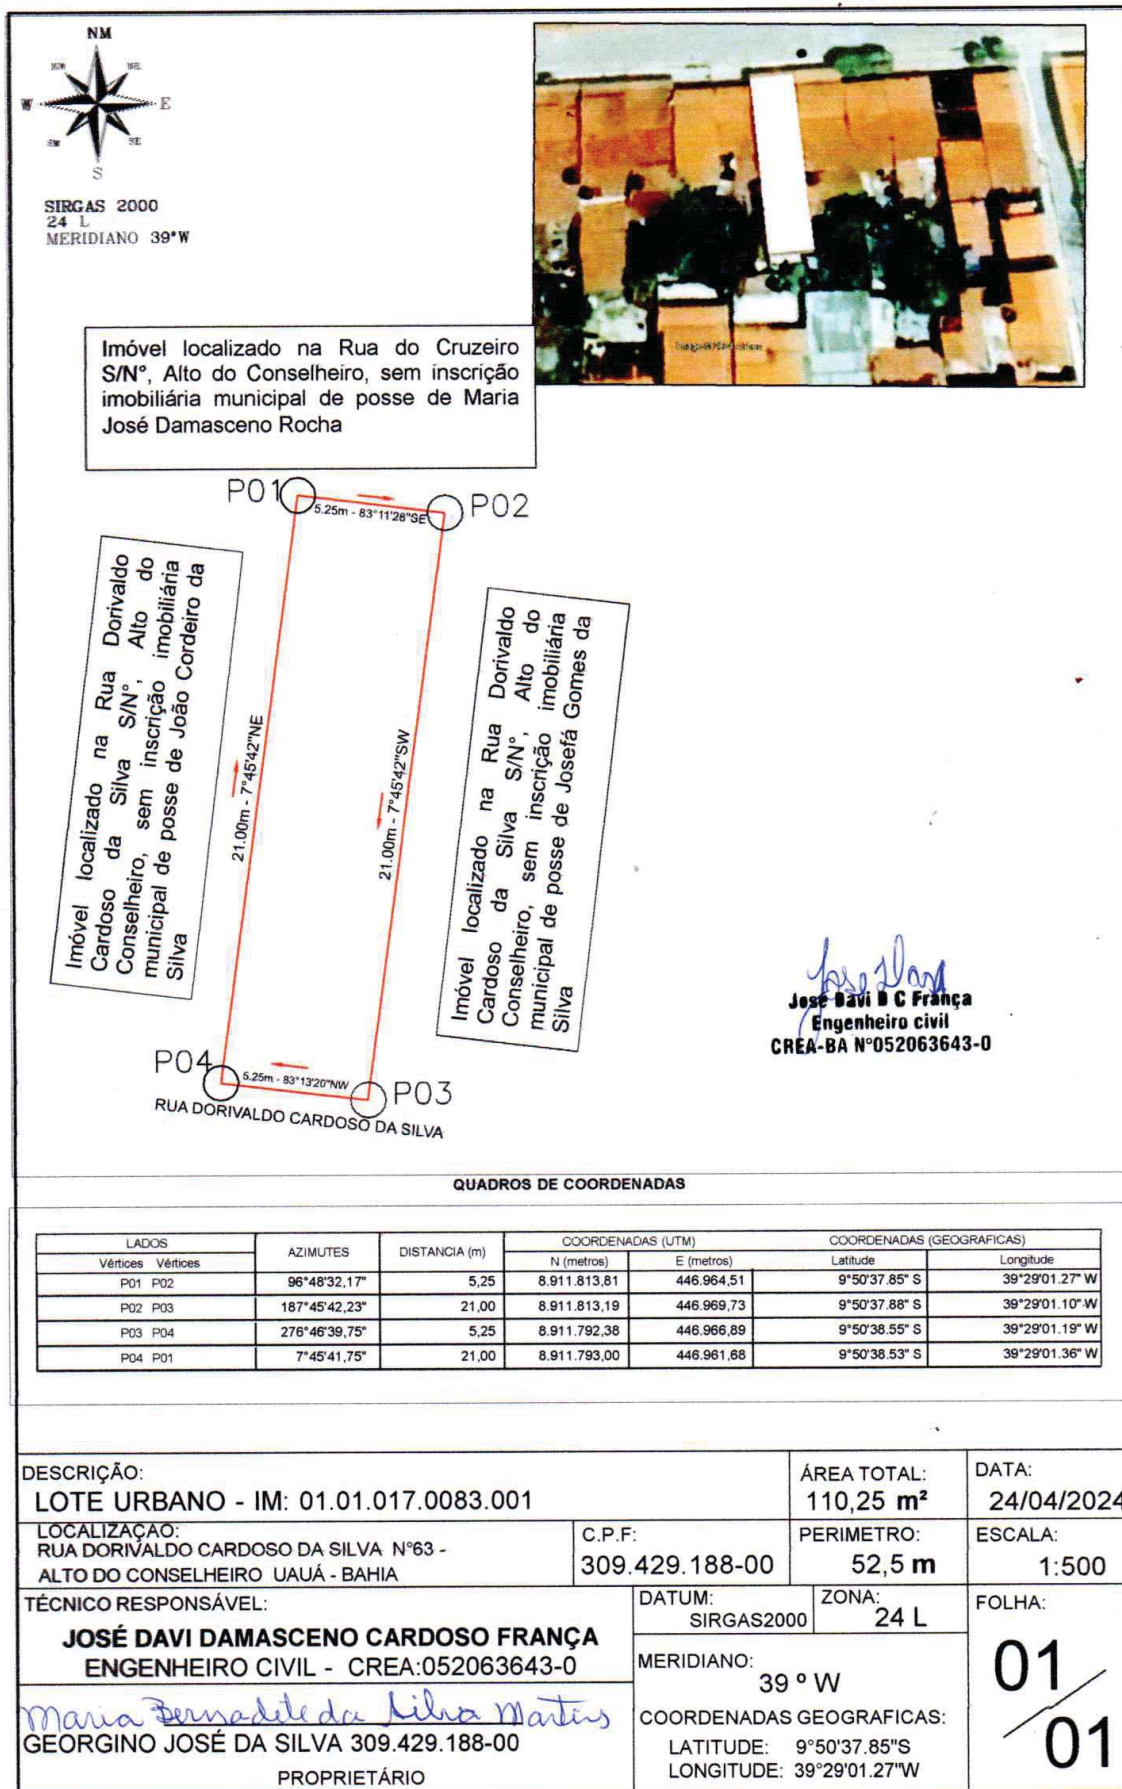 NM
NW
NE
W
E
SW
SE
S
SIRGAS 2000
24 L
MERIDIANO 39°W
Imóvel localizado na Rua do Cruzeiro
S/N°, Alto do Conselheiro, sem inscrição
imobiliária municipal de posse de Maria
José Damasceno Rocha
P01
P02
5.25m - 83°11'28"SE
Imóvel localizado na Rua Dorivaldo
Cardoso da Silva S/N°, Alto do
Conselheiro, sem inscrição imobiliária
municipal de posse de João Cordeiro da
Silva
21.00m - 7°45'42"NE
21.00m - 7°45'42"SW
Imóvel localizado na Rua Dorivaldo
Cardoso da Silva S/N°, Alto do
Conselheiro, sem inscrição imobiliária
municipal de posse de Josefá Gomes da
Silva
P04
5.25m - 83°13'20"NW
P03
RUA DORIVALDO CARDOSO DA SILVA
José Davi D C França
Engenheiro civil
CREA-BA N°052063643-0
QUADROS DE COORDENADAS
LADOS AZIMUTES DISTANCIA (m) COORDENADAS (UTM) COORDENADAS (GEOGRAFICAS)
Vértices Vértices N (metros) E (metros) Latitude Longitude
P01 P02 96°48'32,17" 5,25 8.911.813,81 446.964,51 9°50'37.85" S 39°29'01.27" W
P02 P03 187°45'42,23" 21,00 8.911.813,19 446.969,73 9°50'37.88" S 39°29'01.10" W
P03 P04 276°46'39,75" 5,25 8.911.792,38 446.966,89 9°50'38.55" S 39°29'01.19" W
P04 P01 7°45'41,75" 21,00 8.911.793,00 446.961,68 9°50'38.53" S 39°29'01.36" W
DESCRIÇÃO:
LOTE URBANO - IM: 01.01.017.0083.001
ÁREA TOTAL:
110,25 m²
DATA:
24/04/2024
LOCALIZAÇAO:
RUA DORIVALDO CARDOSO DA SILVA N°63 -
ALTO DO CONSELHEIRO UAUÁ - BAHIA
C.P.F:
309.429.188-00
PERIMETRO:
52,5 m
ESCALA:
1:500
TÉCNICO RESPONSÁVEL:
JOSÉ DAVI DAMASCENO CARDOSO FRANÇA
ENGENHEIRO CIVIL - CREA:052063643-0
DATUM:
SIRGAS2000
ZONA:
24 L
FOLHA:
01/01
MERIDIANO:
39 º W
Maria Bernadete da Silva Martins
GEORGINO JOSÉ DA SILVA 309.429.188-00
PROPRIETÁRIO
COORDENADAS GEOGRAFICAS:
LATITUDE: 9°50'37.85"S
LONGITUDE: 39°29'01.27"W